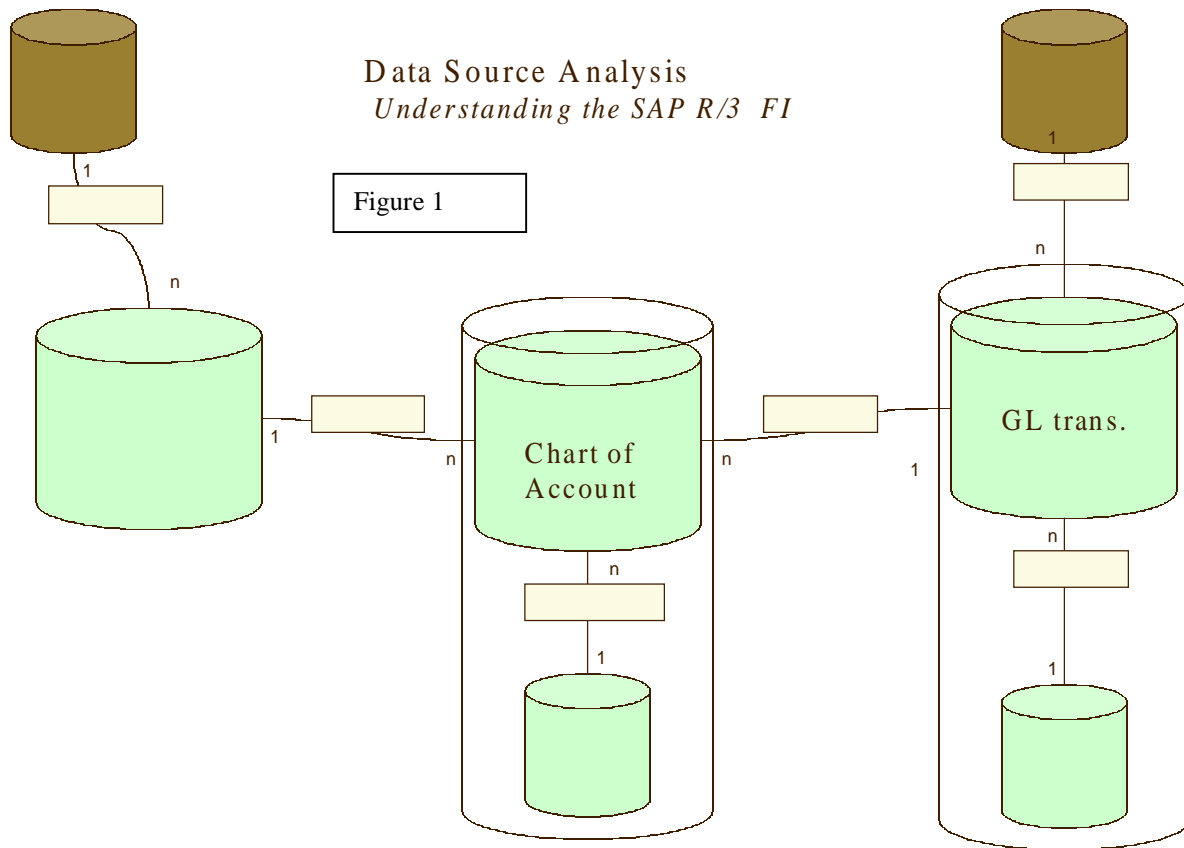 Data Source Analysis
Understanding the SAP R/3 FI
Figure 1
1
1
n
n
1
n
Chart of
Account
n
GL trans.
1
n
n
1
1